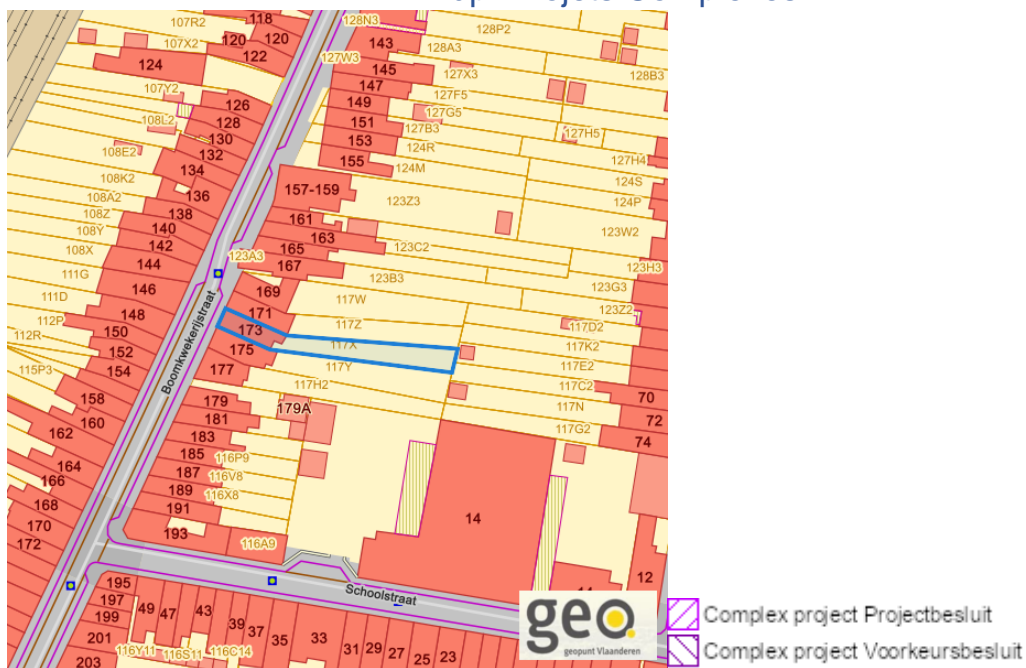 128N3
118
107R2
120
120
107X2
122
143
128P2
128A3
127W3
124
145
127X3
128B3
107Y2
147
127F5
126
149
127G5
108L2
128
151
127B3
127H5
130
153
124R
108E2
132
155
124M
127H4
134
108K2
124S
136
157-159
124P
108A2
123Z3
138
108Z
161
123W2
140
108Y
163
142
165
123C2
108X
123A3
144
167
123H3
111G
123B3
123G3
146
169
111D
117W
123Z2
148
171
112P
117Z
117D2
150
173
112R
117X
117K2
152
175
115P3
154
177
117Y
117E2
Boomkwekerijstraat
117H2
117C2
70
158
179
179A
117N
160
181
72
162
183
117G2
74
185
116P9
164
187
116V8
166
189
116X8
168
191
14
170
193
172
116A9
12
195
Schoolstraat
197
49
47
43
199
39
37
35
33
31
29
27
25
23
201
116Y11
116S11
116C14
203
geo
geopunt Vlaanderen
Complex project Projectbesluit
Complex project Voorkeursbesluit